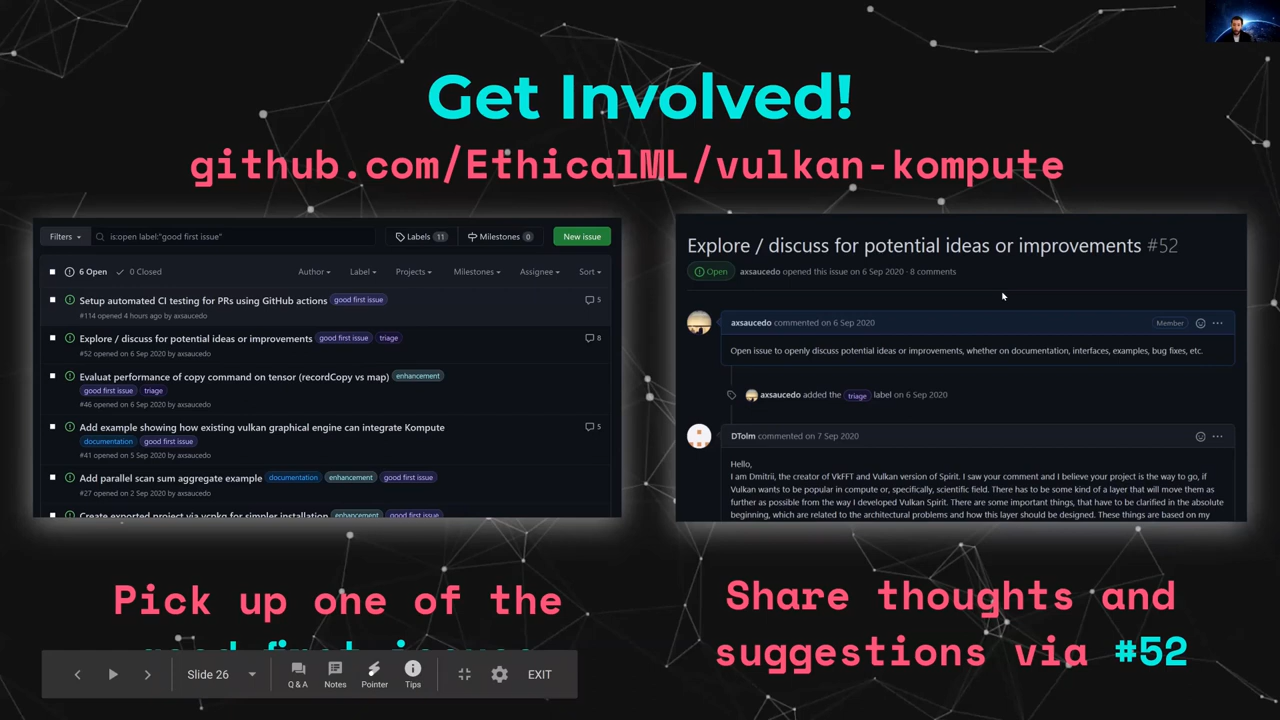 Get Involved!
github.com/EthicalML/vulkan-kompute
Filters
is:open label:"good first issue"
Labels 11
Milestones 0
New issue
6 Open
0 Closed
Author
Label
Projects
Milestones
Assignee
Sort
Setup automated CI testing for PRs using GitHub actions good first issue 5
#114 opened 4 hours ago by axsaucedo
Explore / discuss for potential ideas or improvements good first issue triage 8
#52 opened on 6 Sep 2020 by axsaucedo
Evaluat performance of copy command on tensor (recordCopy vs map) enhancement
good first issue triage
#46 opened on 6 Sep 2020 by axsaucedo
Add example showing how existing vulkan graphical engine can integrate Kompute 5
documentation good first issue
#41 opened on 5 Sep 2020 by axsaucedo
Add parallel scan sum aggregate example documentation enhancement good first issue
#27 opened on 2 Sep 2020 by axsaucedo
Create exported project via vcpkg for simpler installation enhancement good first issue
Explore / discuss for potential ideas or improvements #52
Open axsaucedo opened this issue on 6 Sep 2020 · 8 comments
axsaucedo commented on 6 Sep 2020 Member ...
Open issue to openly discuss potential ideas or improvements, whether on documentation, interfaces, examples, bug fixes, etc.
axsaucedo added the triage label on 6 Sep 2020
DTolm commented on 7 Sep 2020 ...
Hello,
I am Dmitrii, the creator of VkFFT and Vulkan version of Spirit. I saw your comment and I believe your project is the way to go, if
Vulkan wants to be popular in compute or, specifically, scientific field. There has to be some kind of a layer that will move them as
further as possible from the way I developed Vulkan Spirit. There are some important things, that have to be clarified in the absolute
beginning, which are related to the architectural problems and how this layer should be designed. These things are based on my
Pick up one of the
good first issues
Share thoughts and
suggestions via #52
Slide 26
Q & A
Notes
Pointer
Tips
EXIT